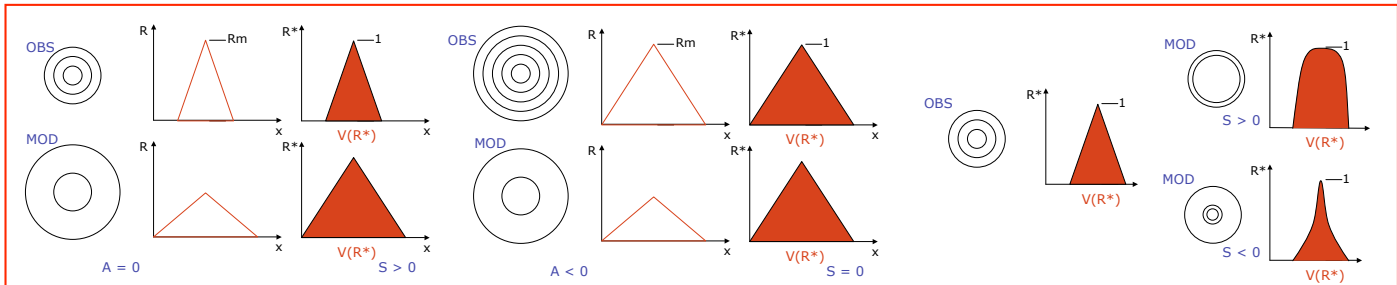 OBS
R
Rm
x
R*
1
x
V(R*)
MOD
R
x
R*
x
V(R*)
A = 0
S > 0
OBS
R
Rm
x
R*
1
x
V(R*)
MOD
R
x
R*
x
V(R*)
A < 0
S = 0
OBS
R*
1
V(R*)
MOD
S > 0
R*
1
V(R*)
MOD
S < 0
R*
1
V(R*)